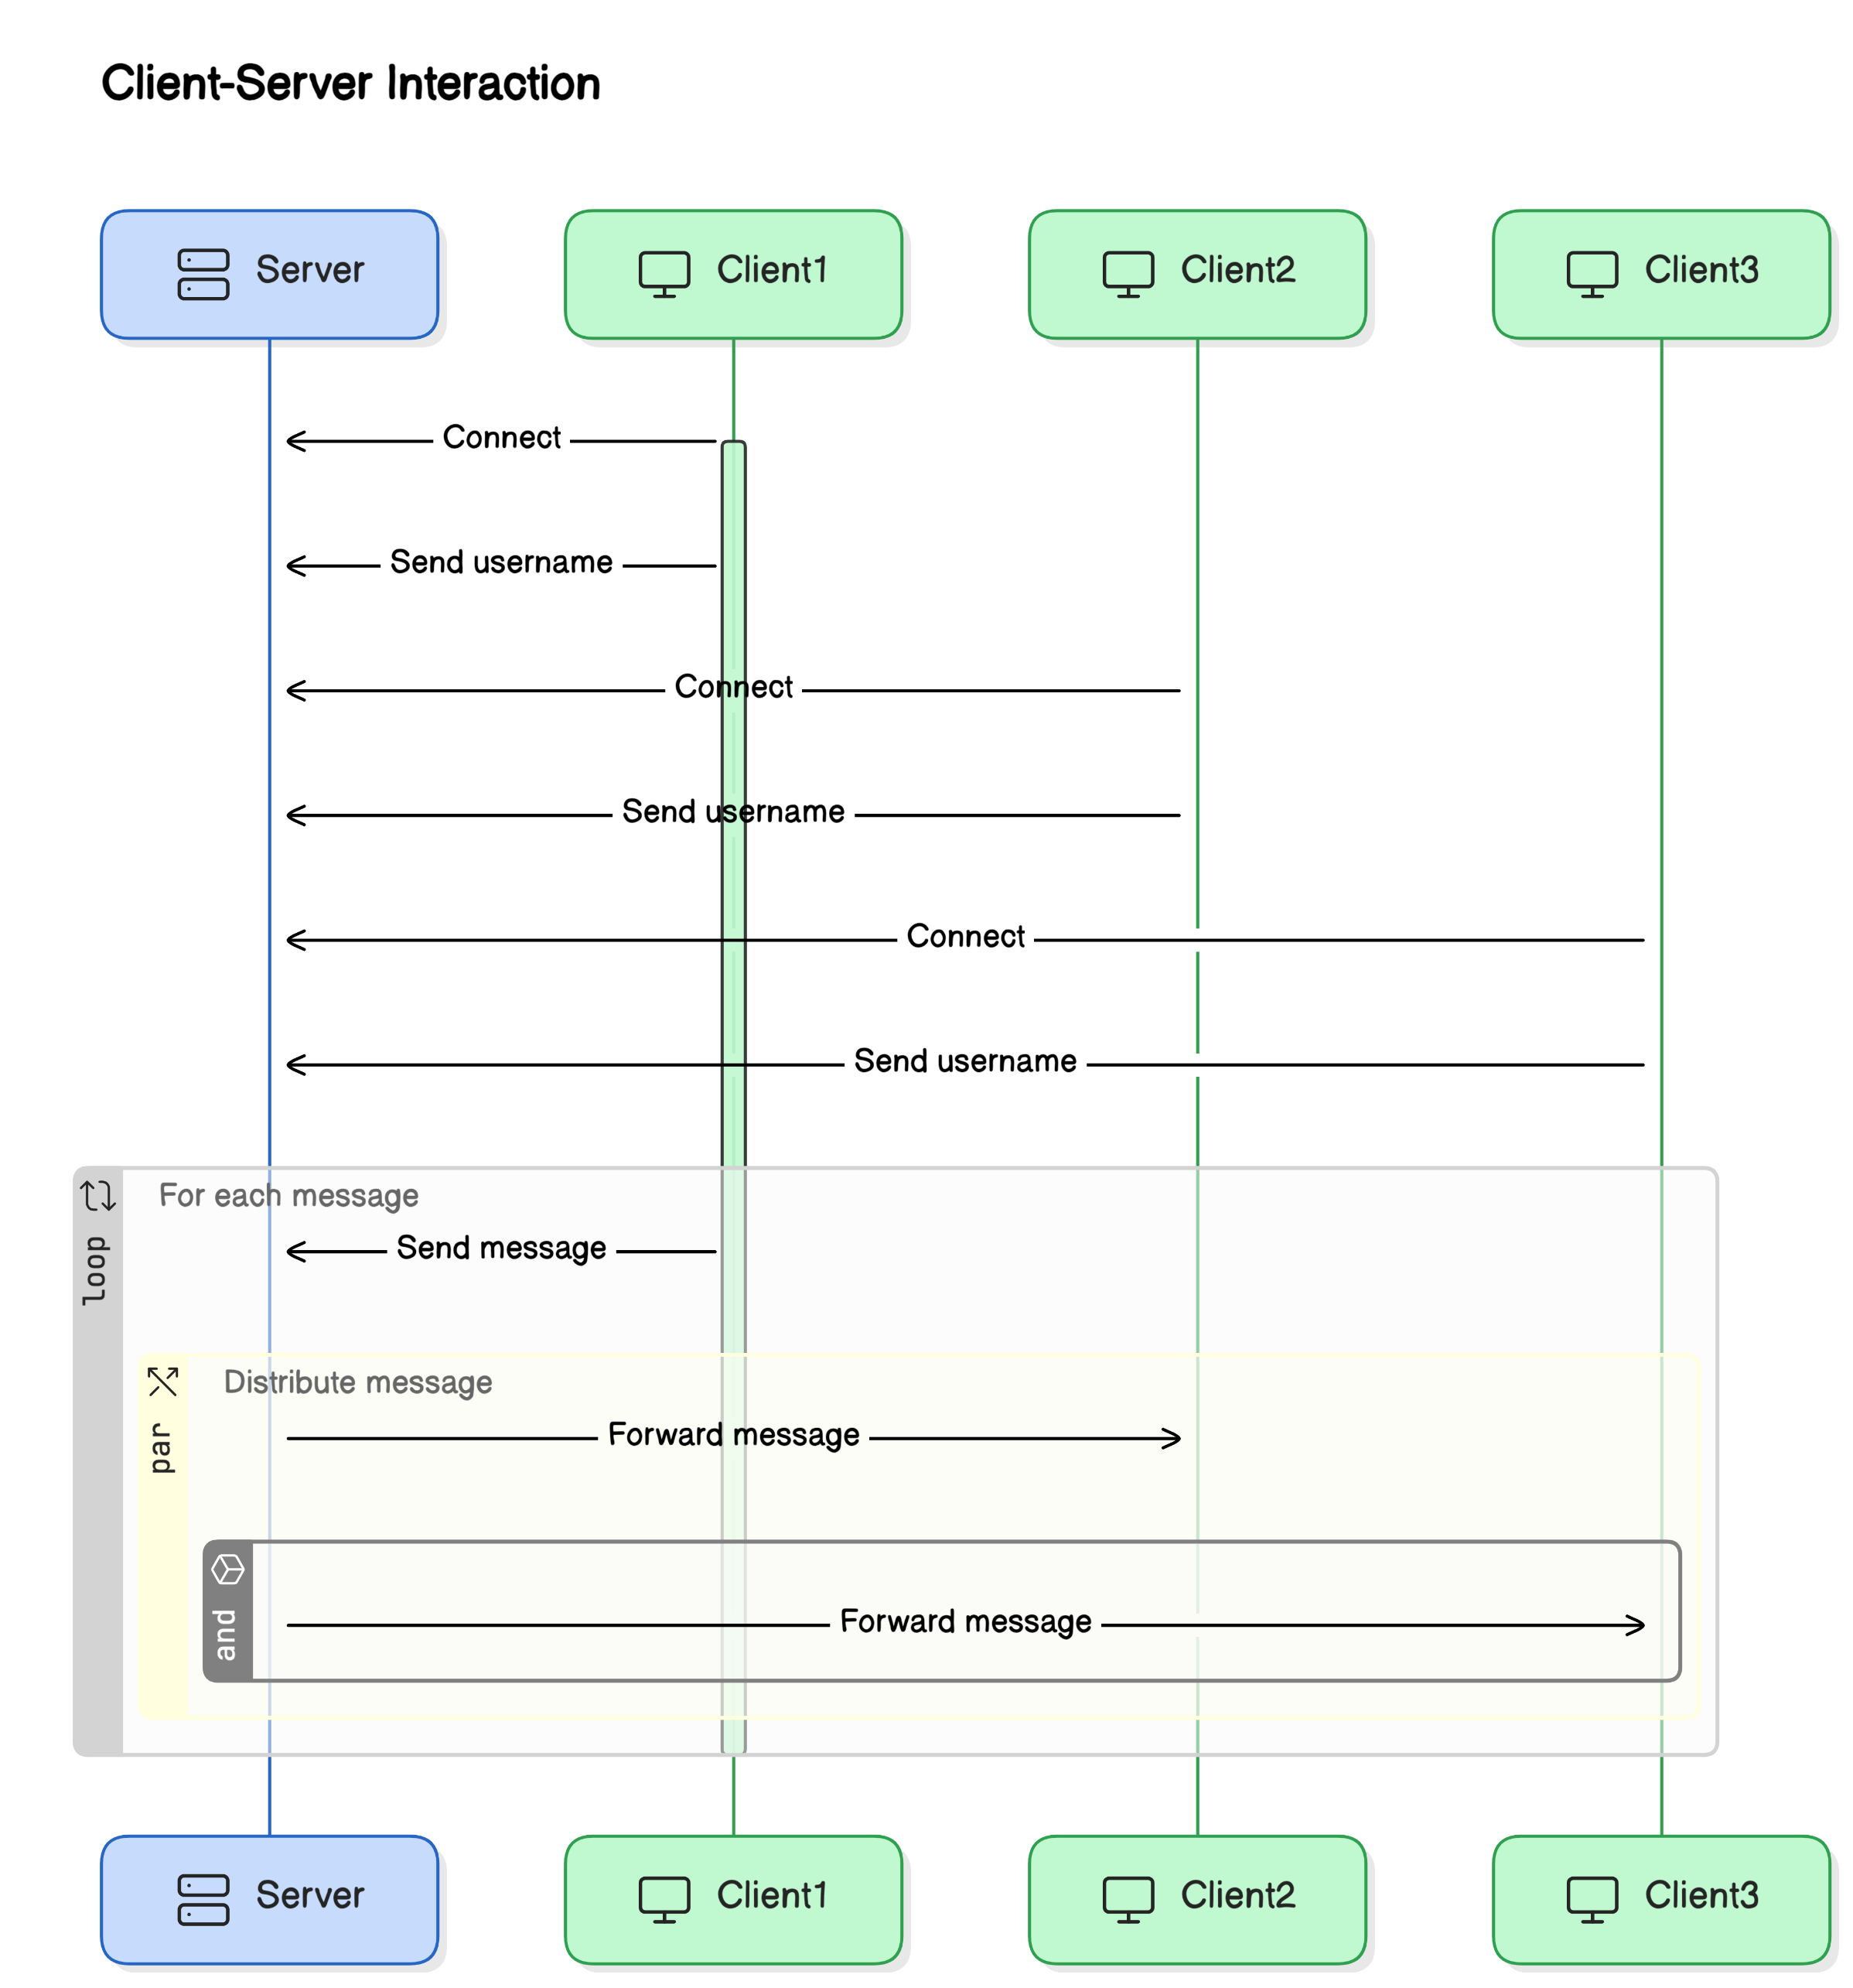 Client-Server Interaction
Server
Client1
Client2
Client3
Connect
Send username
Connect
Send username
Connect
Send username
loop
For each message
Send message
par
Distribute message
Forward message
and
Forward message
Server
Client1
Client2
Client3